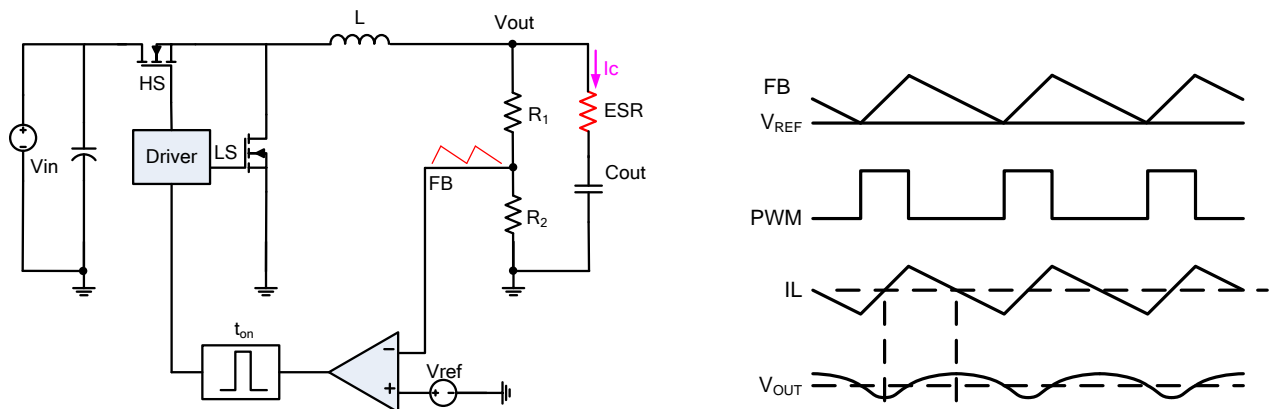 L
Vout
Ic
HS
ESR
R1
Driver
LS
Vin
FB
Cout
R2
ton
Vref
- 
+
+ -
FB
VREF
PWM
IL
VOUT